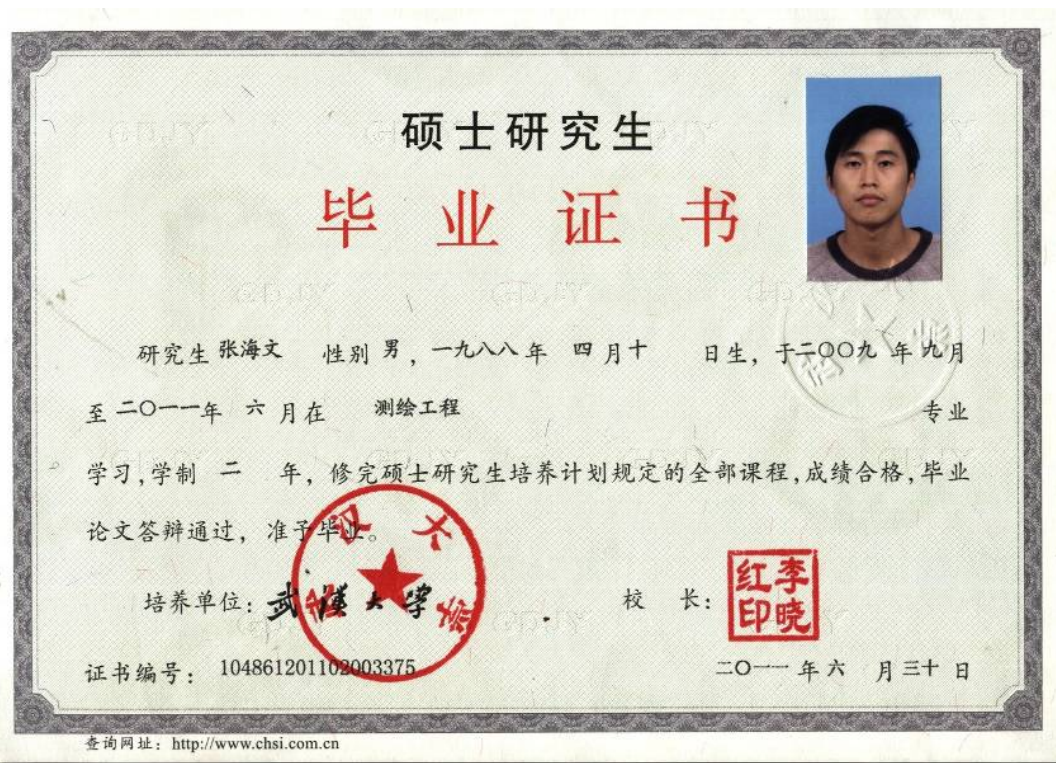 硕士研究生
毕业证书
研究生 张海文 性别 男，一九八八年 四月十 日生，于二〇〇九年九月
至二〇一一年 六 月在 测绘工程 专业
学习，学制 二 年，修完硕士研究生培养计划规定的全部课程，成绩合格，毕业
论文答辩通过，准予毕业。
武汉大学
培养单位：武漢大学
校 长：
李晓红印
证书编号：104861201102003375
二〇一一年六月三十日
查询网址：http://www.chsi.com.cn